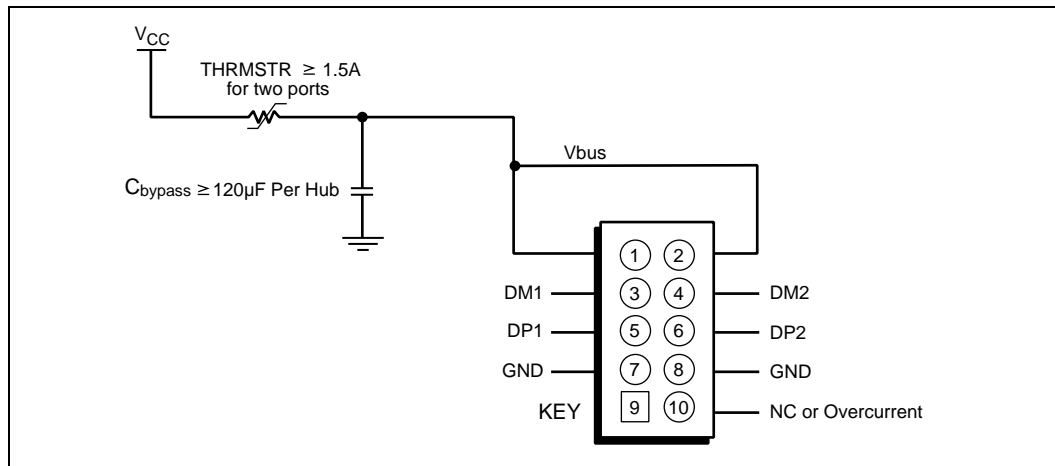 VCC
THRMSTR ≥ 1.5A
for two ports
Vbus
Cbypass ≥ 120µF Per Hub
1 2
DM1 3 4 DM2
DP1 5 6 DP2
GND 7 8 GND
KEY 9 10 NC or Overcurrent